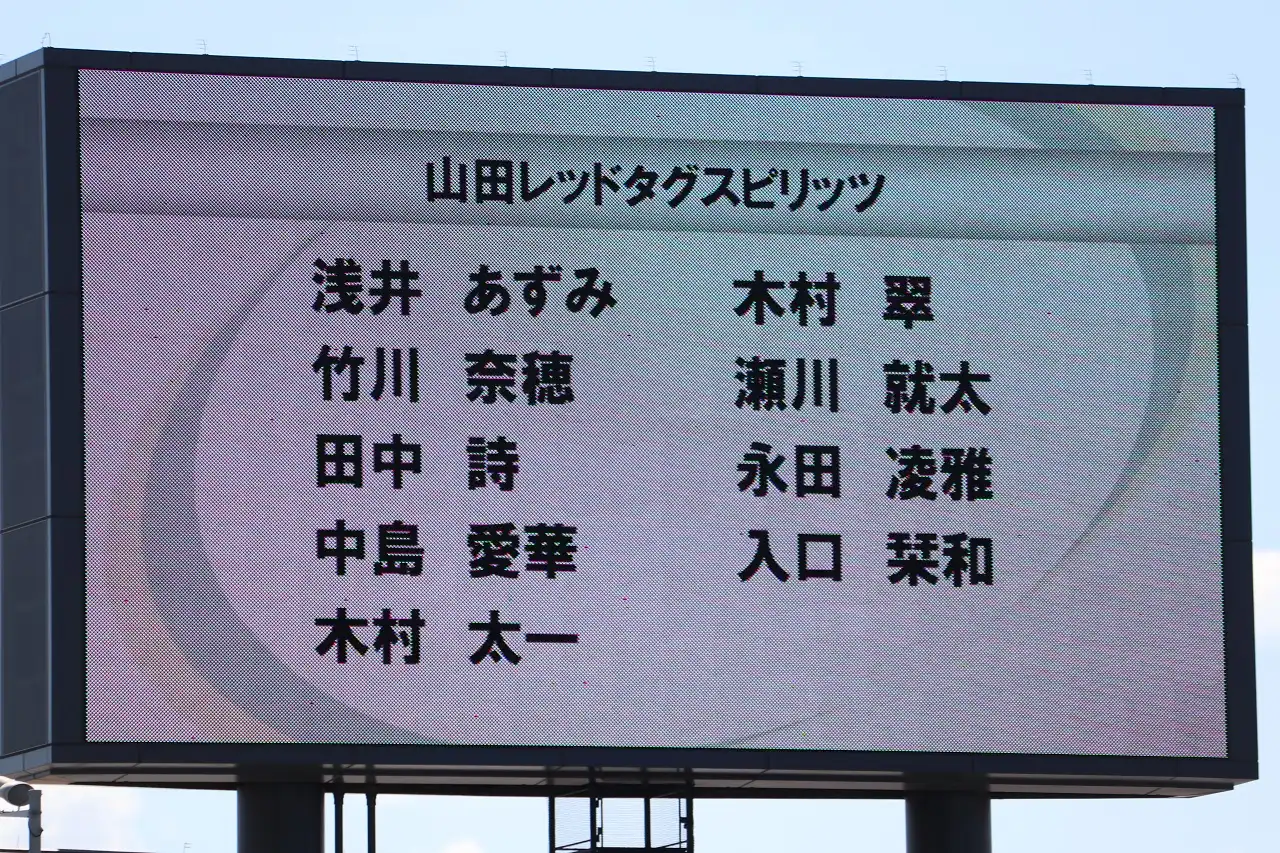 山田レッドタグスピリッツ
浅井 あずみ
竹川 奈穂
田中 詩
中島 愛華
木村 太一
木村 翠
瀬川 就太
永田 凌雅
入口 栞和